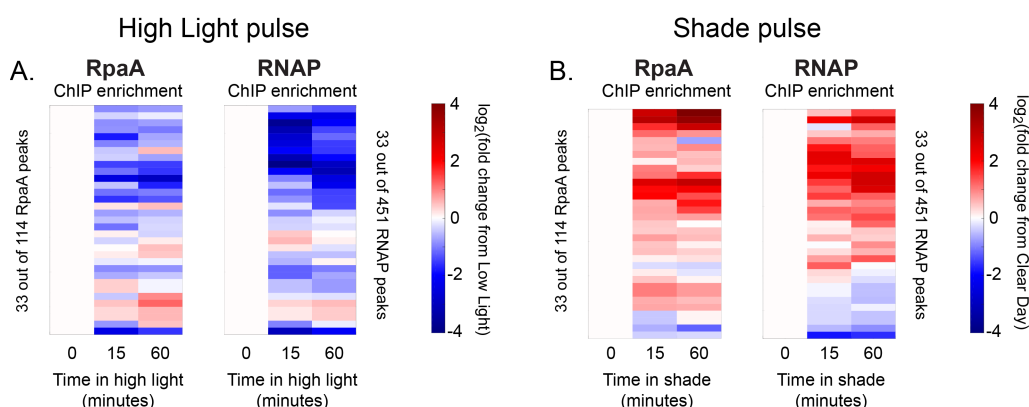 High Light pulse
Shade pulse
A.
RpaA
ChIP enrichment
RNAP
ChIP enrichment
33 out of 114 RpaA peaks
33 out of 451 RNAP peaks
0
15
60
Time in high light
(minutes)
0
15
60
Time in high light
(minutes)
4
2
0
-2
-4
log2(fold change from Low Light)
B.
RpaA
ChIP enrichment
RNAP
ChIP enrichment
33 out of 114 RpaA peaks
33 out of 451 RNAP peaks
0
15
60
Time in shade
(minutes)
0
15
60
Time in shade
(minutes)
4
2
0
-2
-4
log2(fold change from Clear Day)